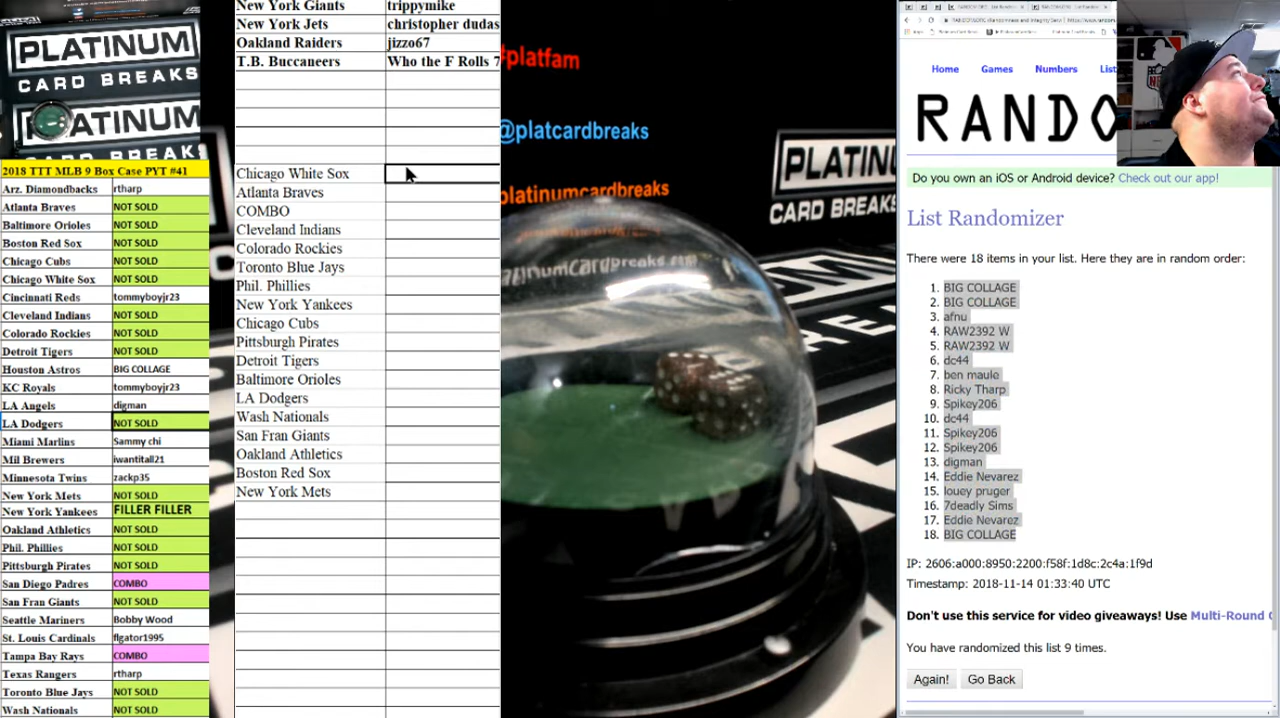 PLATINUM
CARD BREAKS
PLATINUM
CARD BREAKS
2018 TTT MLB 9 Box Case PYT #41
Arz. Diamondbacks rtharp
Atlanta Braves NOT SOLD
Baltimore Orioles NOT SOLD
Boston Red Sox NOT SOLD
Chicago Cubs NOT SOLD
Chicago White Sox NOT SOLD
Cincinnati Reds tommyboyjr23
Cleveland Indians NOT SOLD
Colorado Rockies NOT SOLD
Detroit Tigers NOT SOLD
Houston Astros BIG COLLAGE
KC Royals tommyboyjr23
LA Angels digman
LA Dodgers NOT SOLD
Miami Marlins Sammy chi
Mil Brewers iwantitall21
Minnesota Twins zackp35
New York Mets NOT SOLD
New York Yankees FILLER FILLER
Oakland Athletics NOT SOLD
Phil. Phillies NOT SOLD
Pittsburgh Pirates NOT SOLD
San Diego Padres COMBO
San Fran Giants NOT SOLD
Seattle Mariners Bobby Wood
St. Louis Cardinals flgator1995
Tampa Bay Rays COMBO
Texas Rangers rtharp
Toronto Blue Jays NOT SOLD
Wash Nationals NOT SOLD
New York Giants trippymike
jazo67
T.B. Buccaneers Who the F Rolls 7
Chicago White Sox
Atlanta Braves
COMBO
Cleveland Indians
Colorado Rockies
Toronto Blue Jays
Phil. Phillies
New York Yankees
Chicago Cubs
Pittsburgh Pirates
Detroit Tigers
Baltimore Orioles
LA Dodgers
Wash Nationals
San Fran Giants
Oakland Athletics
Boston Red Sox
New York Mets
#platfam
@platcardbreaks
platinumcardbreaks
PLATINUM
CARD BREAKS
Home Games Numbers
RANDO
Do you own an iOS or Android device? Check out our app!
List Randomizer
There were 18 items in your list. Here they are in random order:
1. BIG COLLAGE
2. BIG COLLAGE
3. afnu
4. RAW2392 W
5. RAW2392 W
6. dc44
7. ben maule
8. Ricky Tharp
9. Spikey206
10. dc44
11. Spikey206
12. Spikey206
13. digman
14. Eddie Nevarez
15. louey pruger
16. 7deadly Sims
17. Eddie Nevarez
18. BIG COLLAGE
IP: 2606:a000:8950:2200:f58f:1d8c:2c4a:1f9d
Timestamp: 2018-11-14 01:33:40 UTC
Don't use this service for video giveaways! Use Multi-Round
You have randomized this list 9 times.
Again! Go Back